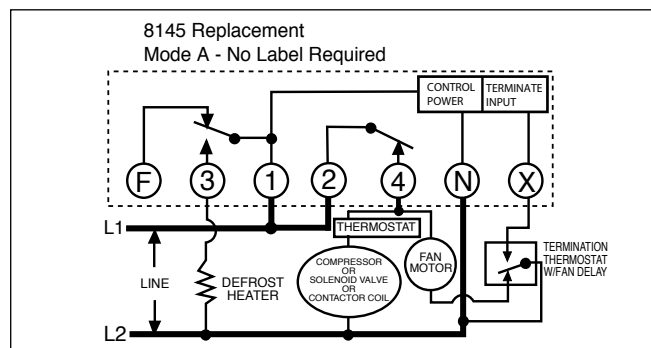 8145 Replacement
Mode A - No Label Required
CONTROL
POWER
TERMINATE
INPUT
F
3
1
2
4
N
X
L1
THERMOSTAT
LINE
DEFROST
HEATER
COMPRESSOR
OR
SOLENOID VALVE
OR
CONTACTOR COIL
FAN
MOTOR
TERMINATION
THERMOSTAT
W/FAN DELAY
L2